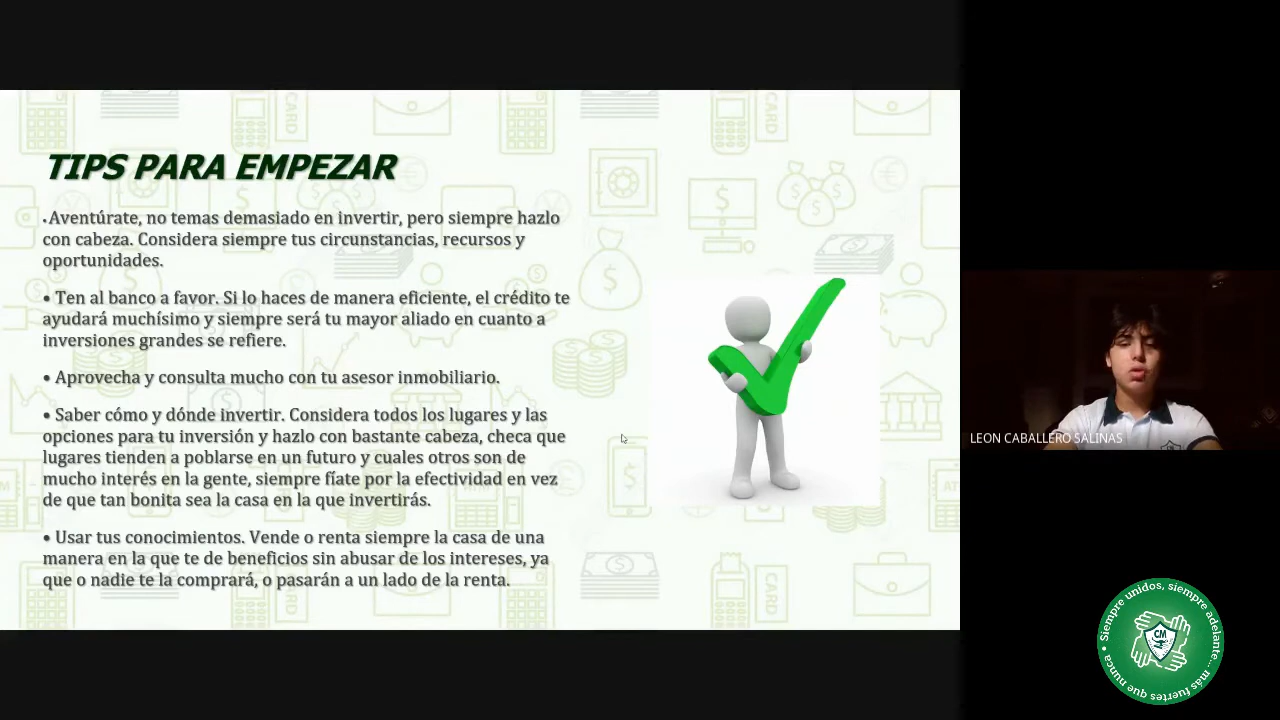 TIPS PARA EMPEZAR
• Aventúrate, no temas demasiado en invertir, pero siempre hazlo
con cabeza. Considera siempre tus circunstancias, recursos y
oportunidades.
• Ten al banco a favor. Si lo haces de manera eficiente, el crédito te
ayudará muchísimo y siempre será tu mayor aliado en cuanto a
inversiones grandes se refiere.
• Aprovecha y consulta mucho con tu asesor inmobiliario.
• Saber cómo y dónde invertir. Considera todos los lugares y las
opciones para tu inversión y hazlo con bastante cabeza, checa que
lugares tienden a poblarse en un futuro y cuales otros son de
mucho interés en la gente, siempre fíate por la efectividad en vez
de que tan bonita sea la casa en la que invertirás.
• Usar tus conocimientos. Vende o renta siempre la casa de una
manera en la que te de beneficios sin abusar de los intereses, ya
que o nadie te la comprará, o pasarán a un lado de la renta.
CARD
CARD
CARD
CARD
CARD
LEON CABALLERO SALINAS
• Siempre unidos, siempre adelante... más fuertes que nunca
CM